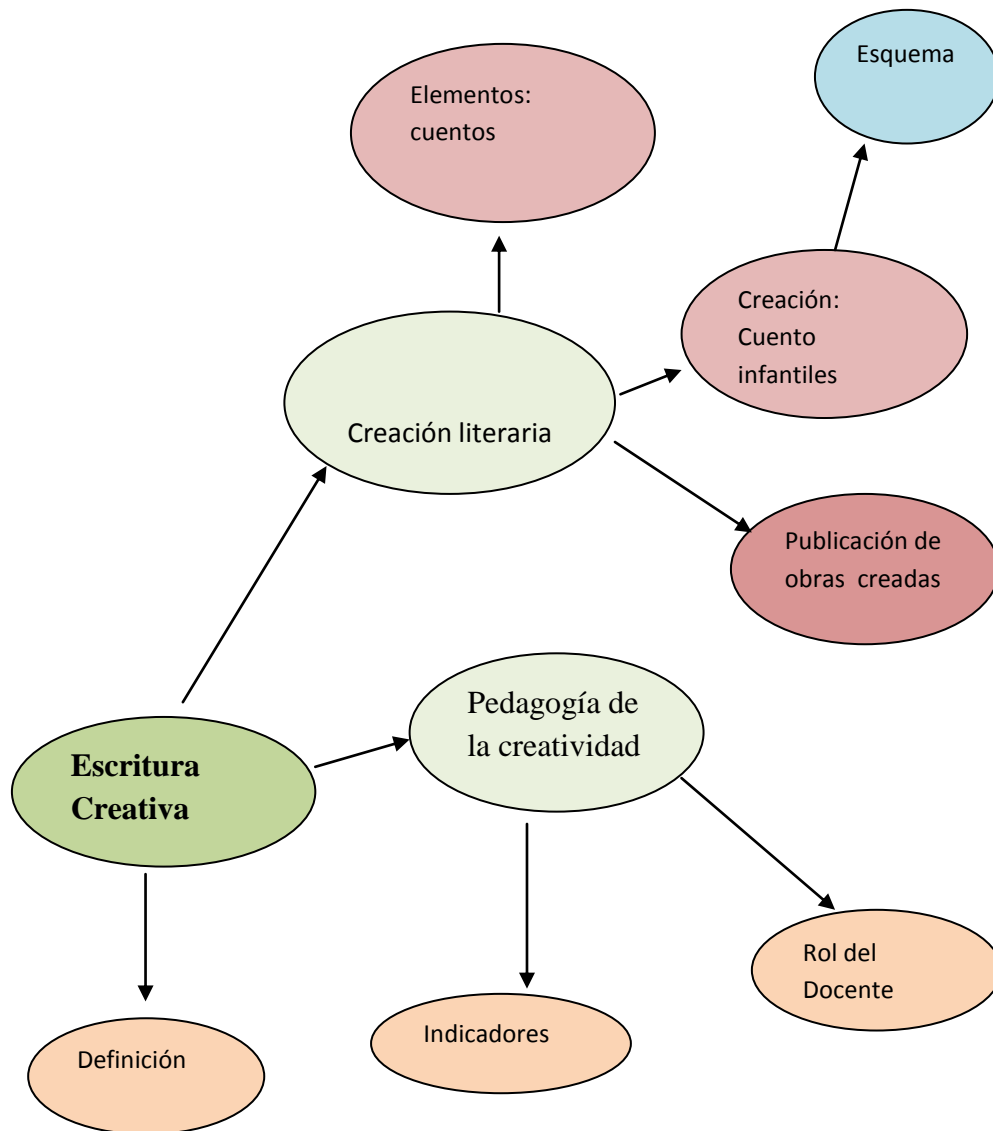 Esquema
Elementos:
cuentos
Creación:
Cuento
infantiles
Creación literaria
Publicación de
obras creadas
Pedagogía de
la creatividad
Escritura
Creativa
Rol del
Docente
Indicadores
Definición